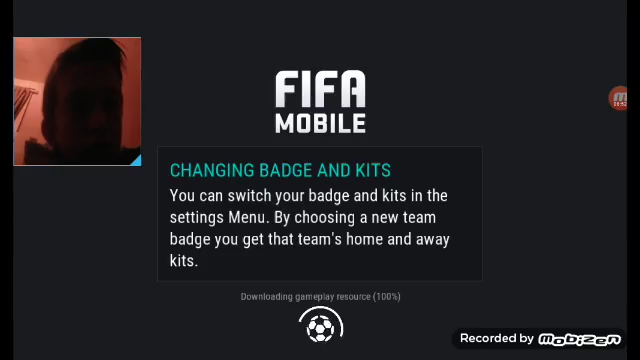 FIFA
MOBILE
CHANGING BADGE AND KITS
You can switch your badge and kits in the
settings Menu. By choosing a new team
badge you get that team's home and away
kits.
Downloading gameplay resource (100%)
Recorded by mobizen